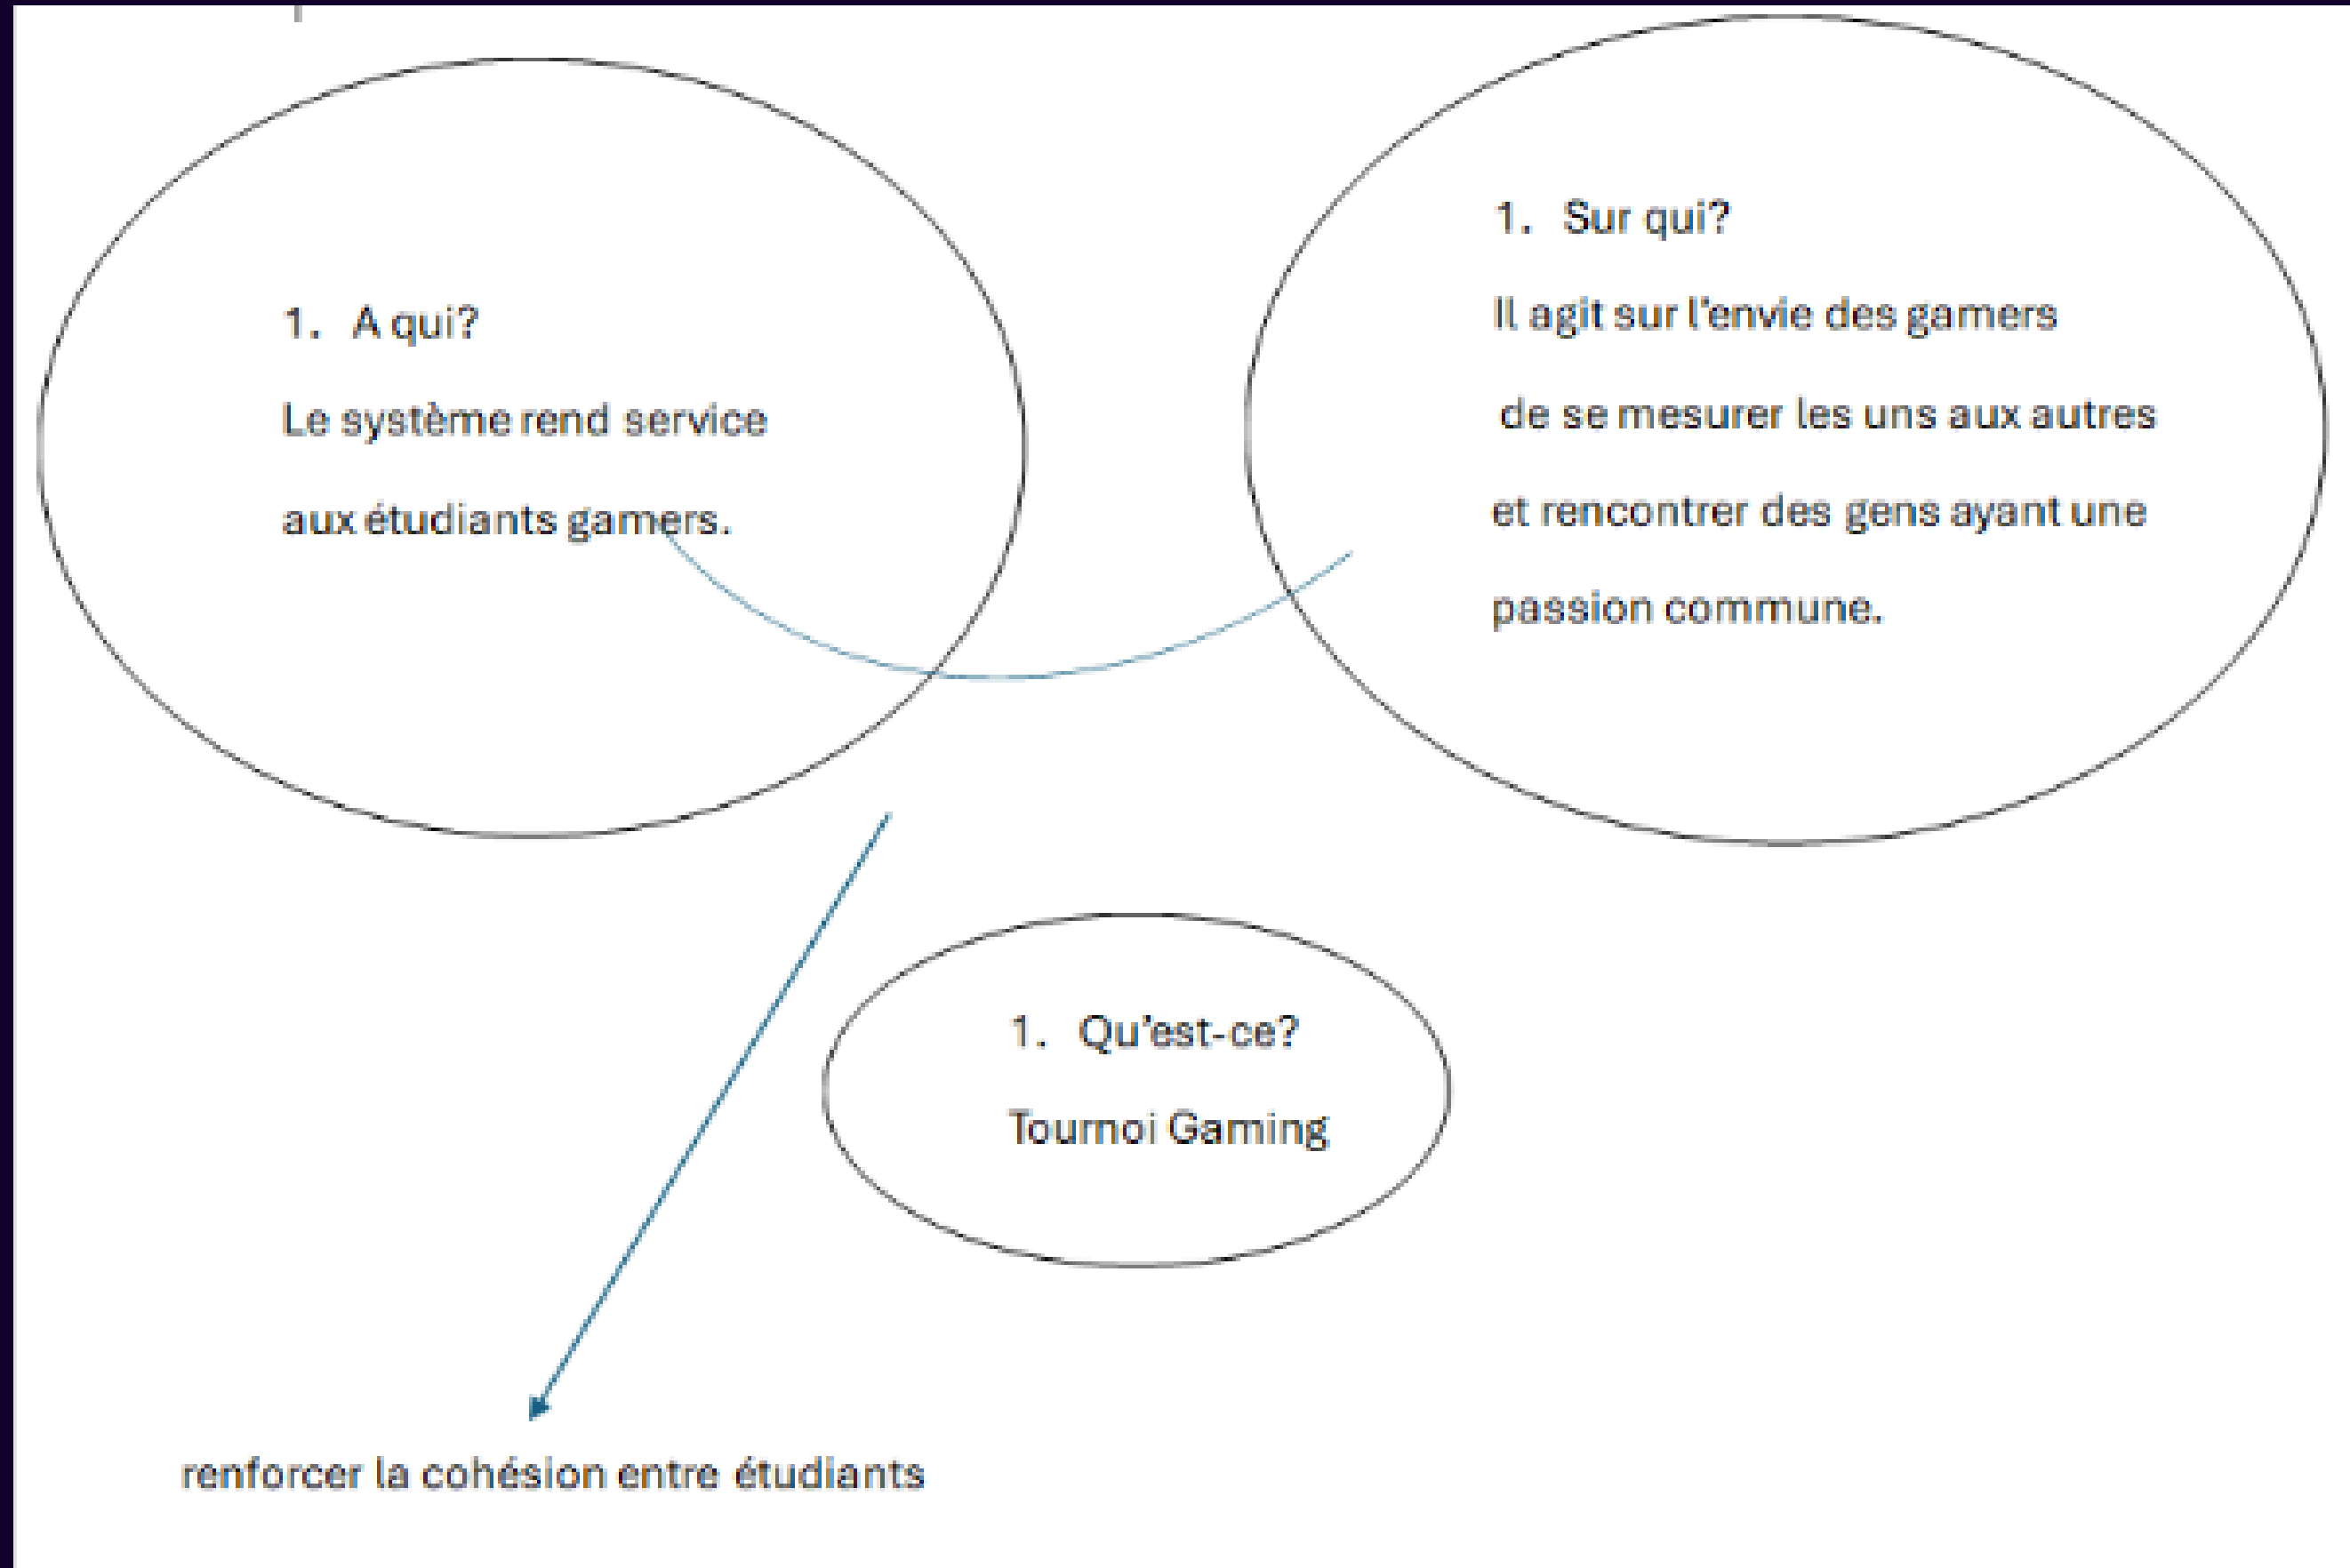 1. A qui?
Le système rend service
aux étudiants gamers.
1. Sur qui?
Il agit sur l'envie des gamers
de se mesurer les uns aux autres
et rencontrer des gens ayant une
passion commune.
1. Qu'est-ce?
Tournoi Gaming
renforcer la cohésion entre étudiants